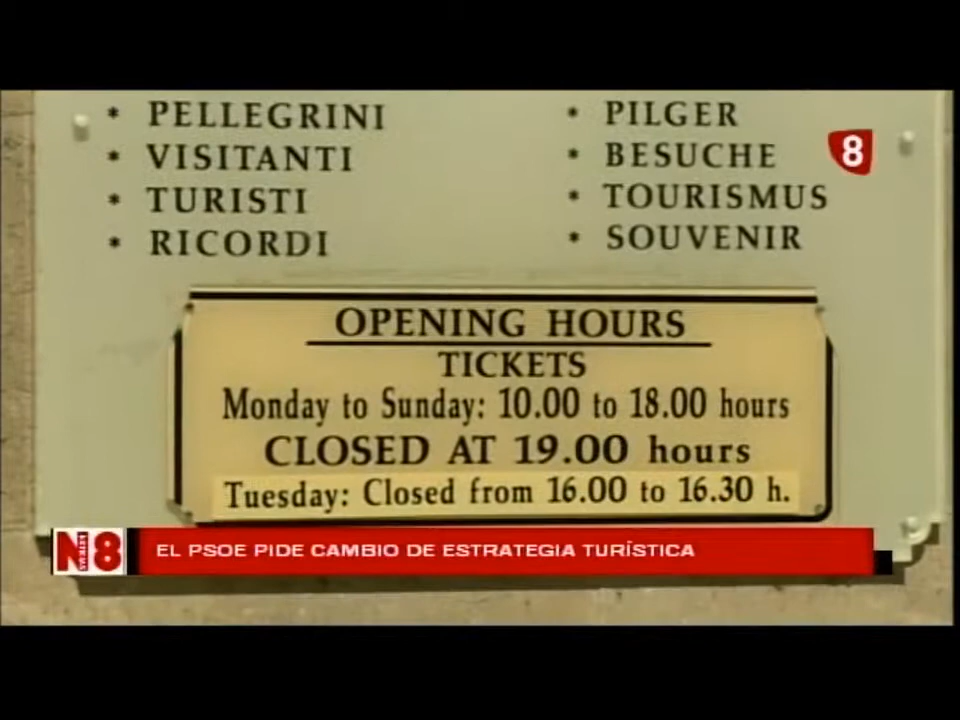 * PELLEGRINI
* VISITANTI
* TURISTI
* RICORDI
* PILGER
* BESUCHE
* TOURISMUS
* SOUVENIR
8
OPENING HOURS
TICKETS
Monday to Sunday: 10.00 to 18.00 hours
CLOSED AT 19.00 hours
Tuesday: Closed from 16.00 to 16.30 h.
N8
EL PSOE PIDE CAMBIO DE ESTRATEGIA TURÍSTICA